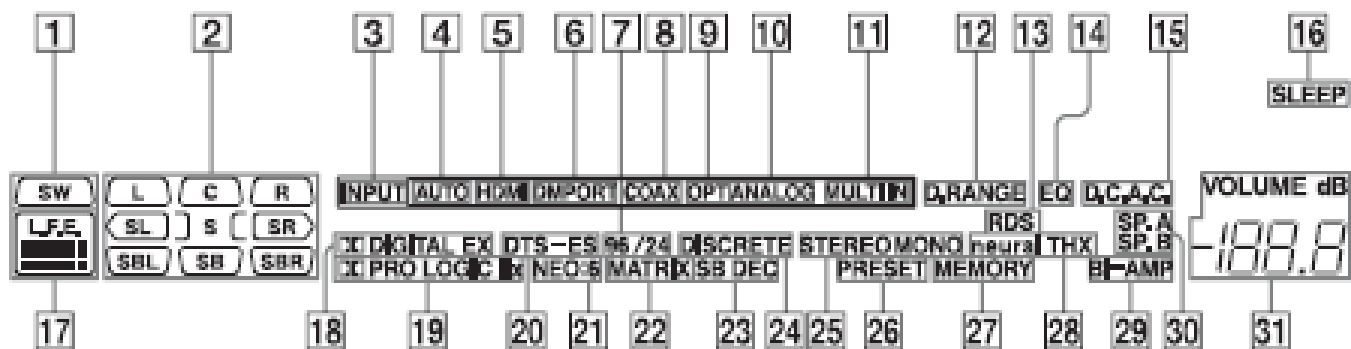 1 2 3 4 5 6 7 8 9 10 11 12 13 14 15 16
SLEEP
SW L C R INPUT AUTO HDMI DMPORT COAX OPT ANALOG MULTI IN D.RANGE EQ D.C.A.C. VOLUME dB
L.F.E. SL S SR RDS SP. A
DIGITAL EX DTS-ES 96/24 DISCRETE STEREO MONO neural THX SP. B -188.8
SBL SB SBR PRO LOGIC II x NEO:6 MATRIX SB DEC PRESET MEMORY BI-AMP
17 18 19 20 21 22 23 24 25 26 27 28 29 30 31